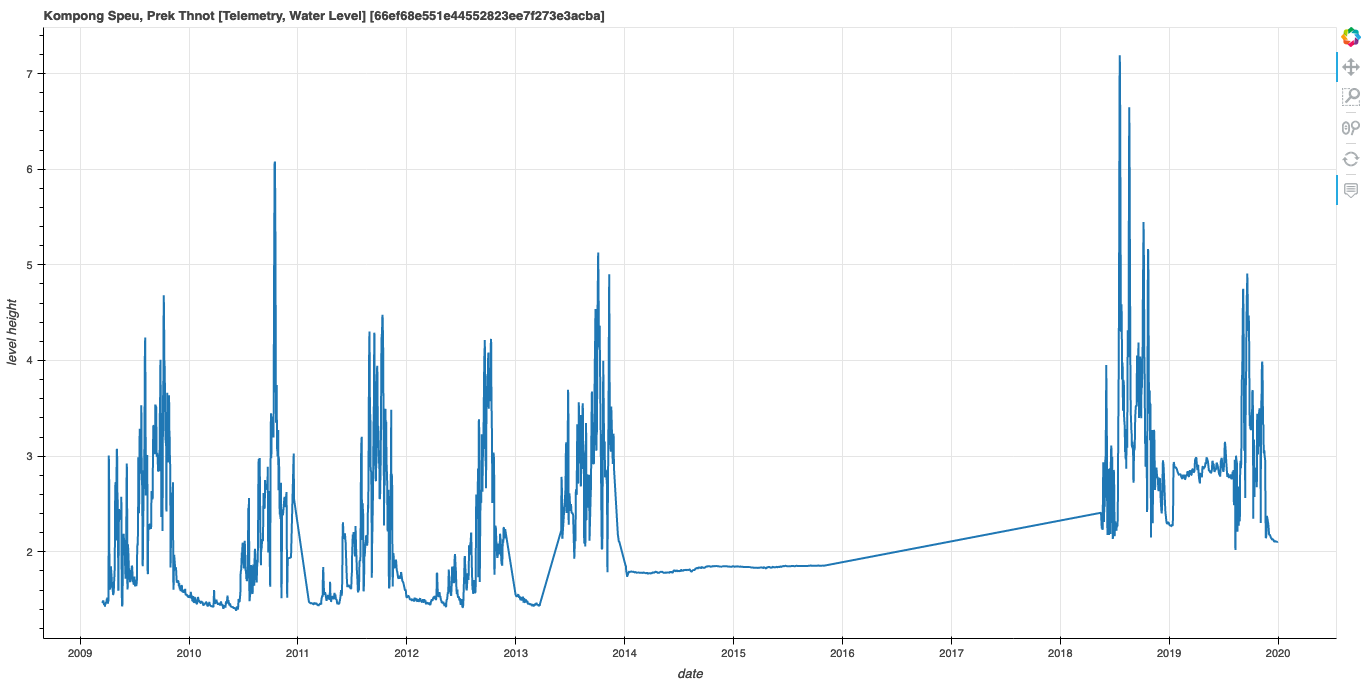 Kompong Speu, Prek Thnot [Telemetry, Water Level] [66ef68e551e44552823ee7f273e3acba]
7
6
5
4
3
2
level height
2009 2010 2011 2012 2013 2014 2015 2016 2017 2018 2019 2020
date